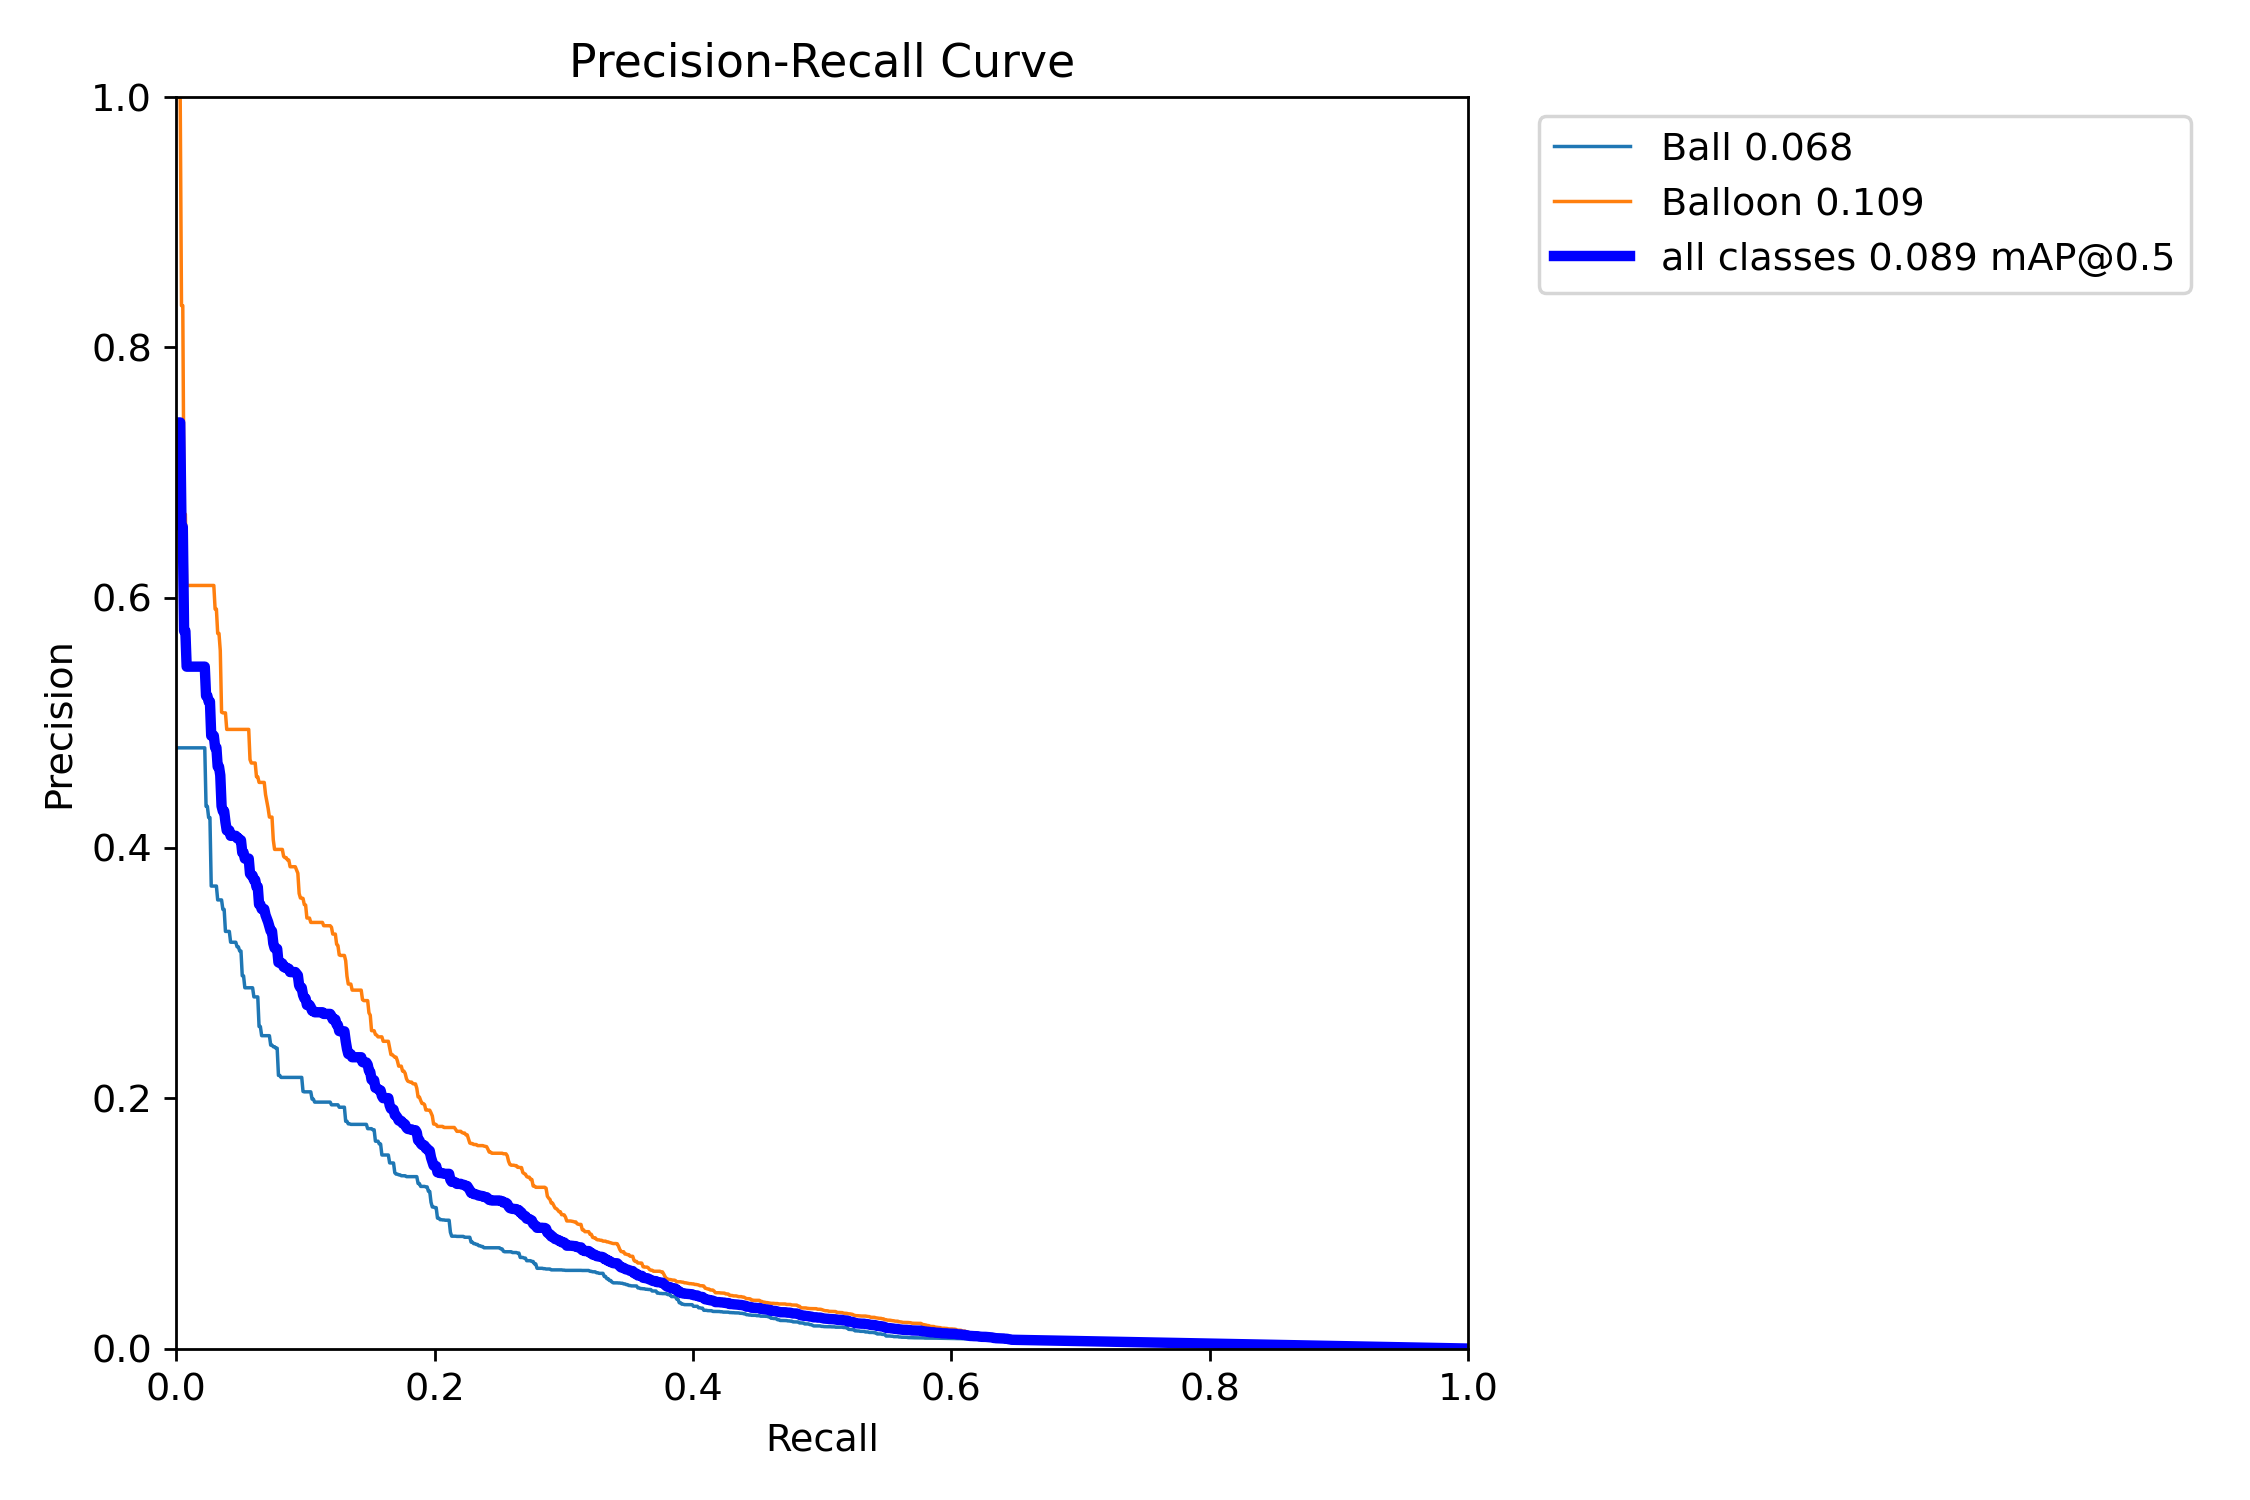 Precision-Recall Curve
1.0
0.8
0.6
0.4
0.2
0.0
Precision
0.0 0.2 0.4 0.6 0.8 1.0
Recall
Ball 0.068
Balloon 0.109
all classes 0.089 mAP@0.5